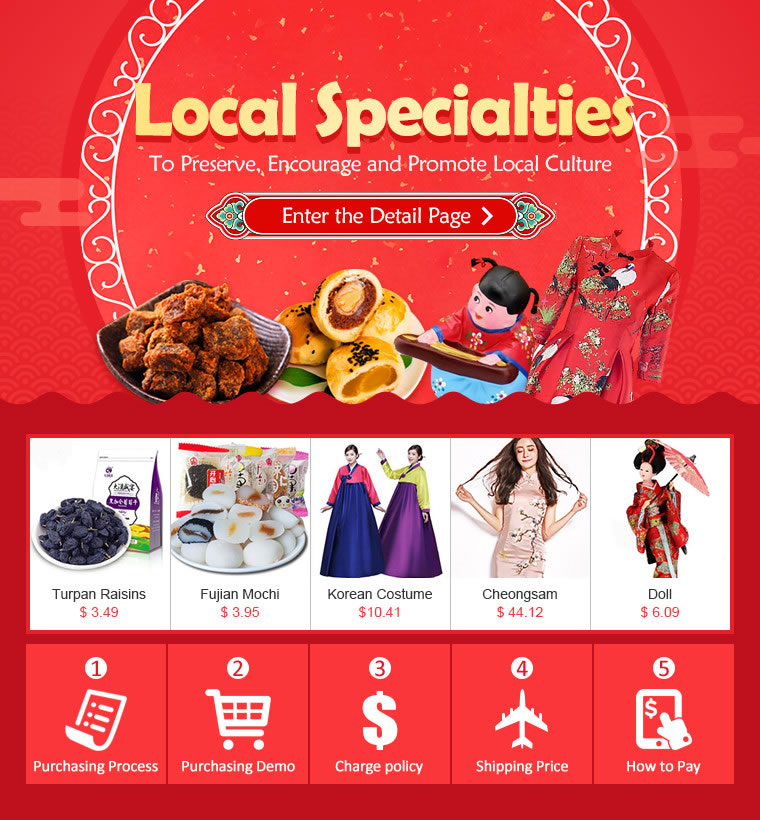 Local Specialties
To Preserve, Encourage and Promote Local Culture
Enter the Detail Page
Turpan Raisins
$ 3.49
Fujian Mochi
$ 3.95
Korean Costume
$10.41
Cheongsam
$ 44.12
Doll
$ 6.09
1
Purchasing Process
2
Purchasing Demo
3
$
Charge policy
4
Shipping Price
5
$
How to Pay